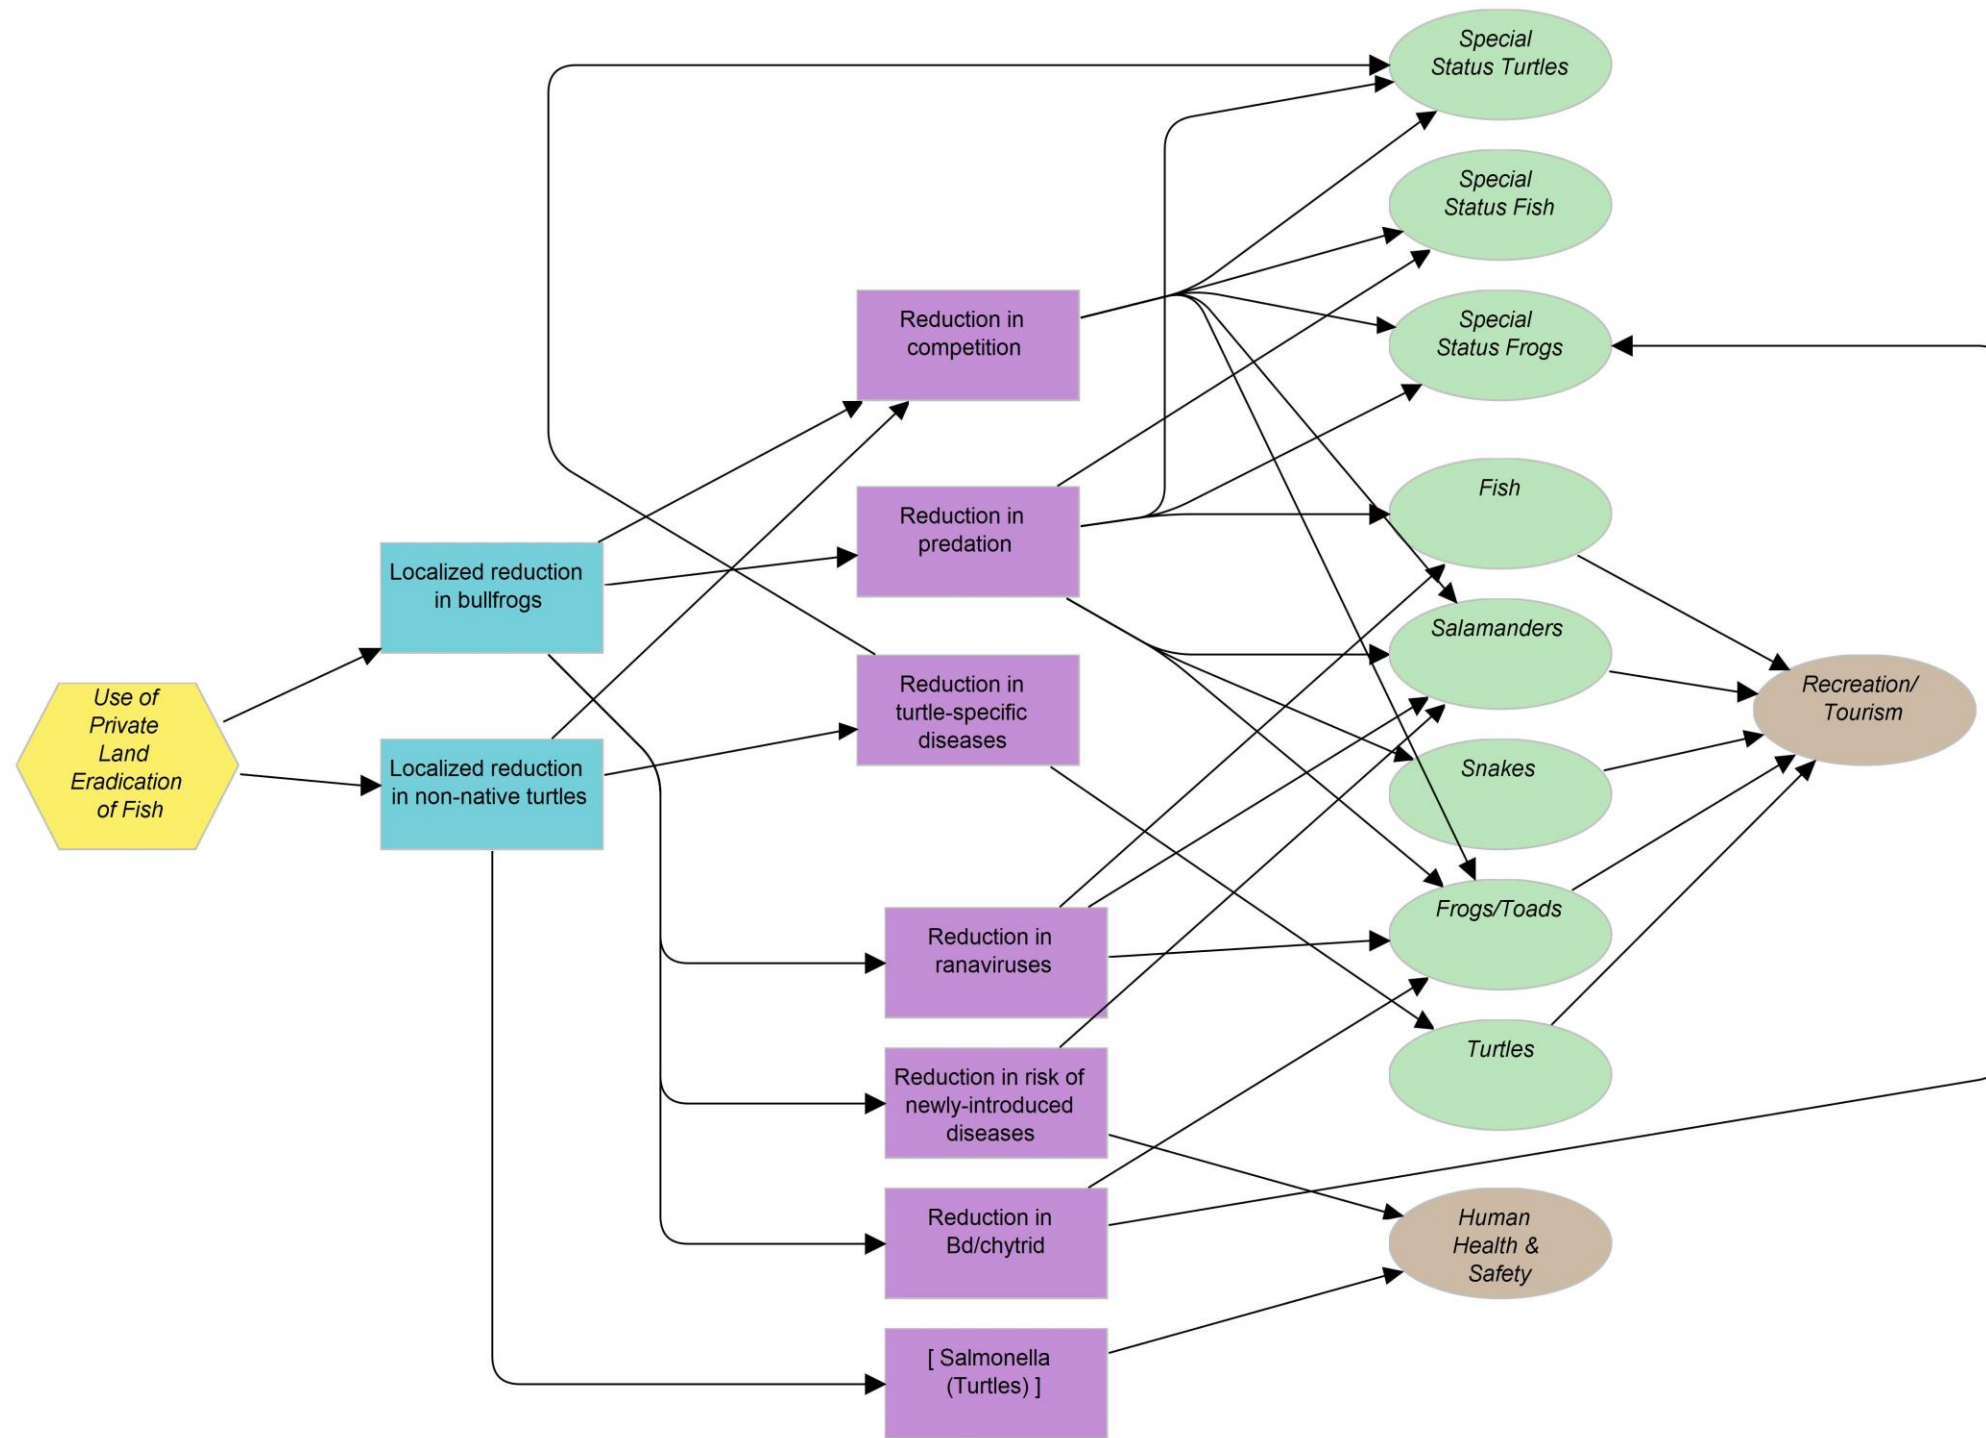 Use of
Private
Land
Eradication
of Fish
Localized reduction
in bullfrogs
Localized reduction
in non-native turtles
Reduction in
competition
Reduction in
predation
Reduction in
turtle-specific
diseases
Reduction in
ranaviruses
Reduction in risk of
newly-introduced
diseases
Reduction in
Bd/chytrid
[ Salmonella
(Turtles) ]
Special
Status Turtles
Special
Status Fish
Special
Status Frogs
Fish
Salamanders
Snakes
Frogs/Toads
Turtles
Human
Health &
Safety
Recreation/
Tourism